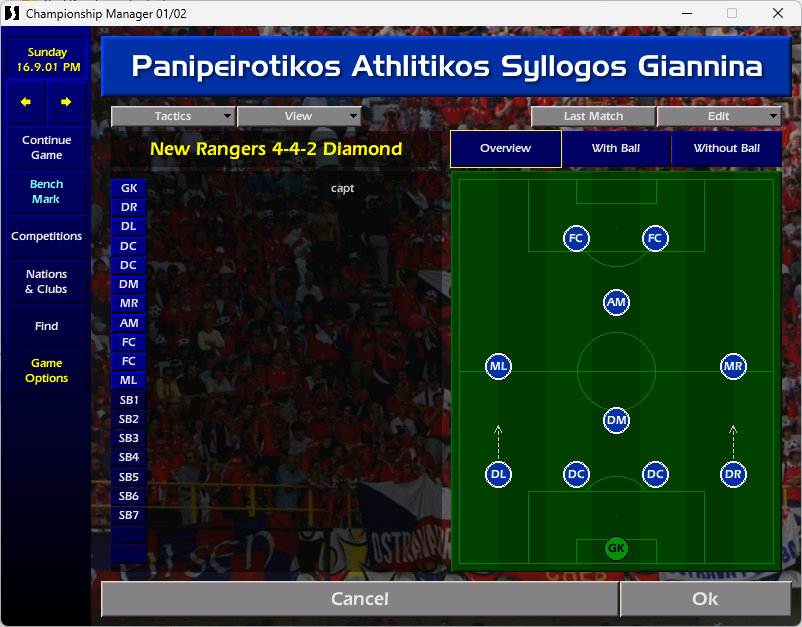 Championship Manager 01/02
Sunday
16.9.01 PM
Continue
Game
Bench
Mark
Competitions
Nations
& Clubs
Find
Game
Options
Panipeirotikos Athlitikos Syllogos Giannina
Tactics
View
Last Match
Edit
New Rangers 4-4-2 Diamond
Overview
With Ball
Without Ball
GK capt
DR
DL
DC
DC
DM
MR
AM
FC
FC
ML
SB1
SB2
SB3
SB4
SB5
SB6
SB7
FC FC
AM
ML MR
DM
DL DC DC DR
GK
Cancel
Ok